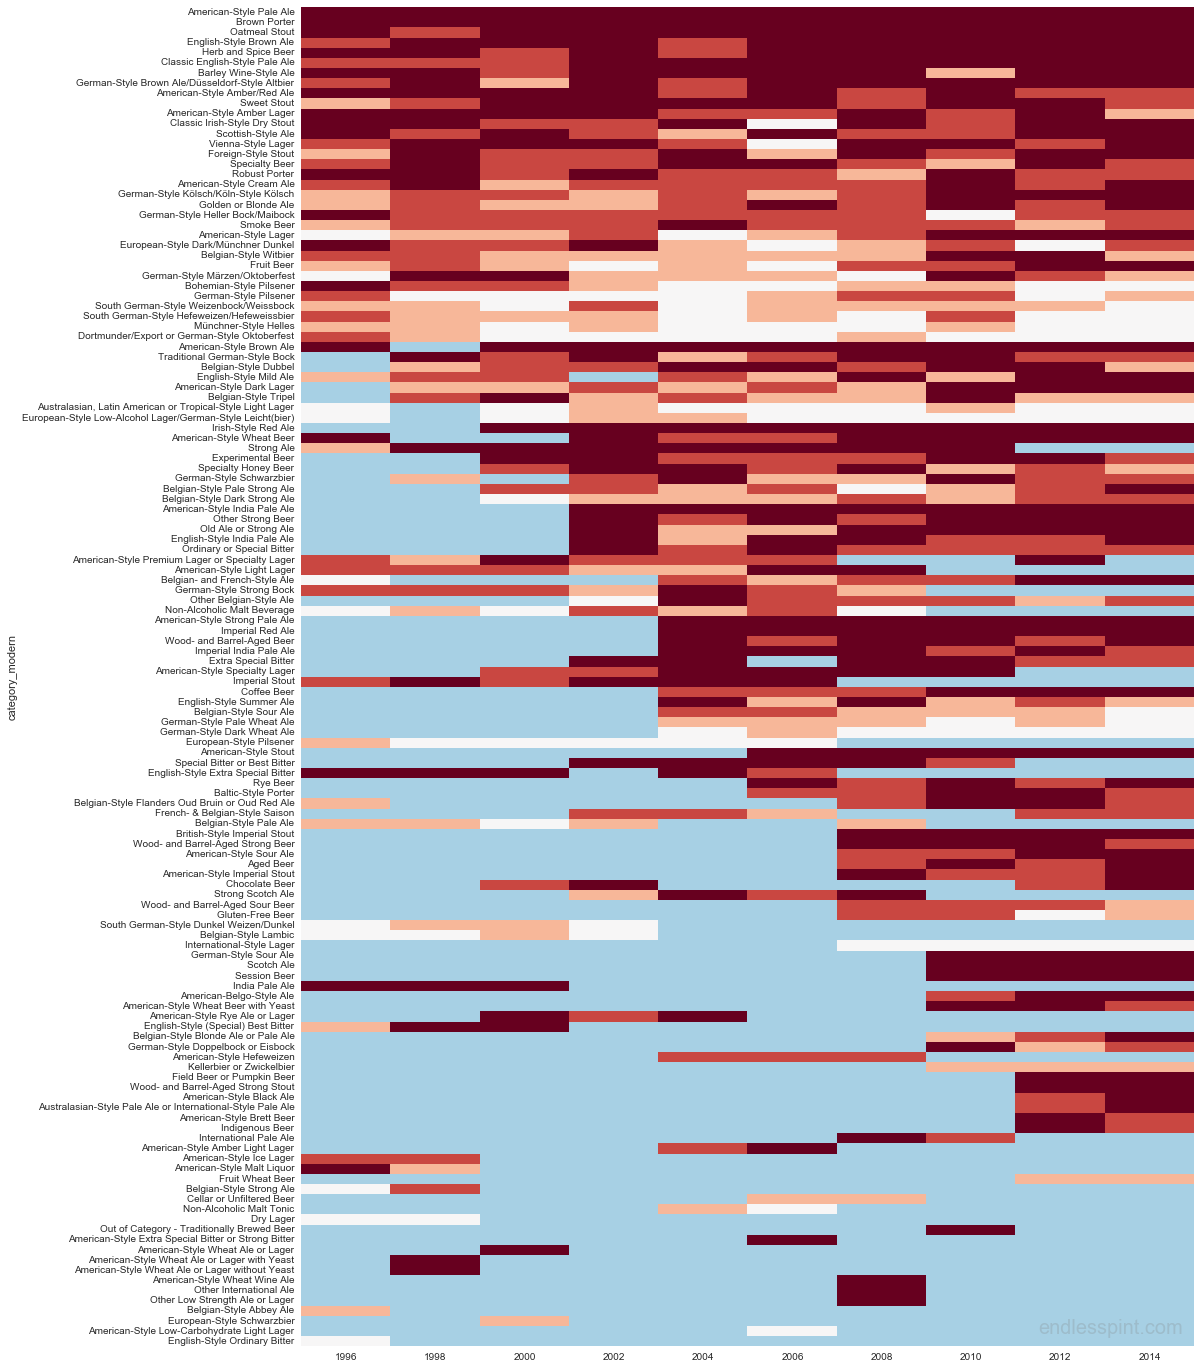 American-Style Pale Ale
Brown Porter
Oatmeal Stout
English-Style Brown Ale
Herb and Spice Beer
Classic English-Style Pale Ale
Barley Wine-Style Ale
German-Style Brown Ale/Düsseldorf-Style Altbier
American-Style Amber/Red Ale
Sweet Stout
American-Style Amber Lager
Classic Irish-Style Dry Stout
Scottish-Style Ale
Vienna-Style Lager
Foreign-Style Stout
Specialty Beer
Robust Porter
American-Style Cream Ale
German-Style Kölsch/Köln-Style Kölsch
Golden or Blonde Ale
German-Style Heller Bock/Maibock
Smoke Beer
American-Style Lager
European-Style Dark/Münchner Dunkel
Belgian-Style Witbier
Fruit Beer
German-Style Märzen/Oktoberfest
Bohemian-Style Pilsener
German-Style Pilsener
South German-Style Weizenbock/Weissbock
South German-Style Hefeweizen/Hefeweissbier
Münchner-Style Helles
Dortmunder/Export or German-Style Oktoberfest
American-Style Brown Ale
Traditional German-Style Bock
Belgian-Style Dubbel
English-Style Mild Ale
American-Style Dark Lager
Belgian-Style Tripel
Australasian, Latin American or Tropical-Style Light Lager
European-Style Low-Alcohol Lager/German-Style Leicht(bier)
Irish-Style Red Ale
American-Style Wheat Beer
Strong Ale
Experimental Beer
Specialty Honey Beer
German-Style Schwarzbier
Belgian-Style Pale Strong Ale
Belgian-Style Dark Strong Ale
American-Style India Pale Ale
Other Strong Beer
Old Ale or Strong Ale
English-Style India Pale Ale
Ordinary or Special Bitter
American-Style Premium Lager or Specialty Lager
American-Style Light Lager
Belgian- and French-Style Ale
German-Style Strong Bock
Other Belgian-Style Ale
Non-Alcoholic Malt Beverage
American-Style Strong Pale Ale
Imperial Red Ale
Wood- and Barrel-Aged Beer
Imperial India Pale Ale
Extra Special Bitter
American-Style Specialty Lager
Imperial Stout
Coffee Beer
English-Style Summer Ale
Belgian-Style Sour Ale
German-Style Pale Wheat Ale
German-Style Dark Wheat Ale
European-Style Pilsener
American-Style Stout
Special Bitter or Best Bitter
English-Style Extra Special Bitter
Rye Beer
Baltic-Style Porter
Belgian-Style Flanders Oud Bruin or Oud Red Ale
French- & Belgian-Style Saison
Belgian-Style Pale Ale
British-Style Imperial Stout
Wood- and Barrel-Aged Strong Beer
American-Style Sour Ale
Aged Beer
American-Style Imperial Stout
Chocolate Beer
Strong Scotch Ale
Wood- and Barrel-Aged Sour Beer
Gluten-Free Beer
South German-Style Dunkel Weizen/Dunkel
Belgian-Style Lambic
International-Style Lager
German-Style Sour Ale
Scotch Ale
Session Beer
India Pale Ale
American-Belgo-Style Ale
American-Style Wheat Beer with Yeast
American-Style Rye Ale or Lager
English-Style (Special) Best Bitter
Belgian-Style Blonde Ale or Pale Ale
German-Style Doppelbock or Eisbock
American-Style Hefeweizen
Kellerbier or Zwickelbier
Field Beer or Pumpkin Beer
Wood- and Barrel-Aged Strong Stout
American-Style Black Ale
Australasian-Style Pale Ale or International-Style Pale Ale
American-Style Brett Beer
Indigenous Beer
International Pale Ale
American-Style Amber Light Lager
American-Style Ice Lager
American-Style Malt Liquor
Fruit Wheat Beer
Belgian-Style Strong Ale
Cellar or Unfiltered Beer
Non-Alcoholic Malt Tonic
Dry Lager
Out of Category - Traditionally Brewed Beer
American-Style Extra Special Bitter or Strong Bitter
American-Style Wheat Ale or Lager
American-Style Wheat Ale or Lager with Yeast
American-Style Wheat Ale or Lager without Yeast
American-Style Wheat Wine Ale
Other International Ale
Other Low Strength Ale or Lager
Belgian-Style Abbey Ale
European-Style Schwarzbier
American-Style Low-Carbohydrate Light Lager
English-Style Ordinary Bitter
category_modern
1996 1998 2000 2002 2004 2006 2008 2010 2012 2014
endlesspint.com